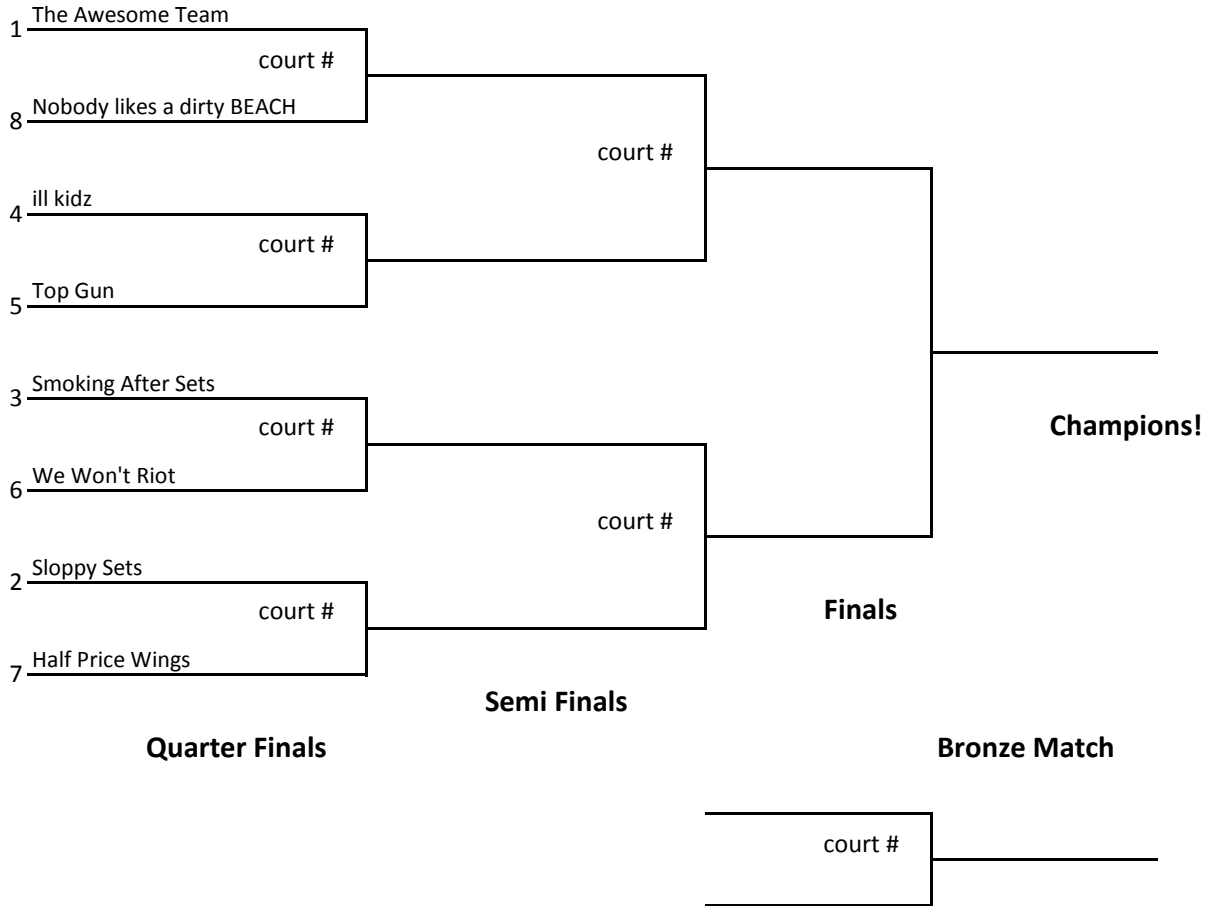 The Awesome Team
1
court #
Nobody likes a dirty BEACH
8
court #
ill kidz
4
court #
Top Gun
5
Smoking After Sets
3
court #
Champions!
We Won't Riot
6
court #
Sloppy Sets
2
court #
Finals
Half Price Wings
7
Semi Finals
Quarter Finals
Bronze Match
court #